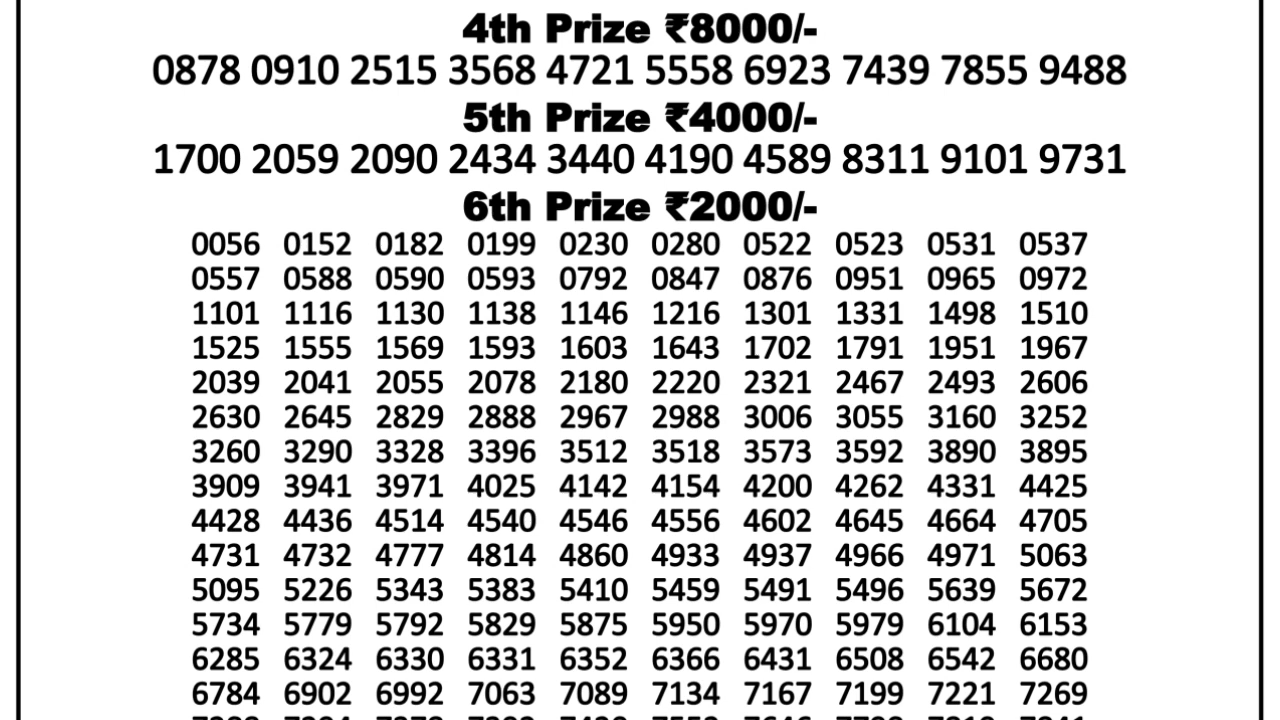 4th Prize ₹8000/-
0878 0910 2515 3568 4721 5558 6923 7439 7855 9488
5th Prize ₹4000/-
1700 2059 2090 2434 3440 4190 4589 8311 9101 9731
6th Prize ₹2000/-
0056 0152 0182 0199 0230 0280 0522 0523 0531 0537
0557 0588 0590 0593 0792 0847 0876 0951 0965 0972
1101 1116 1130 1138 1146 1216 1301 1331 1498 1510
1525 1555 1569 1593 1603 1643 1702 1791 1951 1967
2039 2041 2055 2078 2180 2220 2321 2467 2493 2606
2630 2645 2829 2888 2967 2988 3006 3055 3160 3252
3260 3290 3328 3396 3512 3518 3573 3592 3890 3895
3909 3941 3971 4025 4142 4154 4200 4262 4331 4425
4428 4436 4514 4540 4546 4556 4602 4645 4664 4705
4731 4732 4777 4814 4860 4933 4937 4966 4971 5063
5095 5226 5343 5383 5410 5459 5491 5496 5639 5672
5734 5779 5792 5829 5875 5950 5970 5979 6104 6153
6285 6324 6330 6331 6352 6366 6431 6508 6542 6680
6784 6902 6992 7063 7089 7134 7167 7199 7221 7269